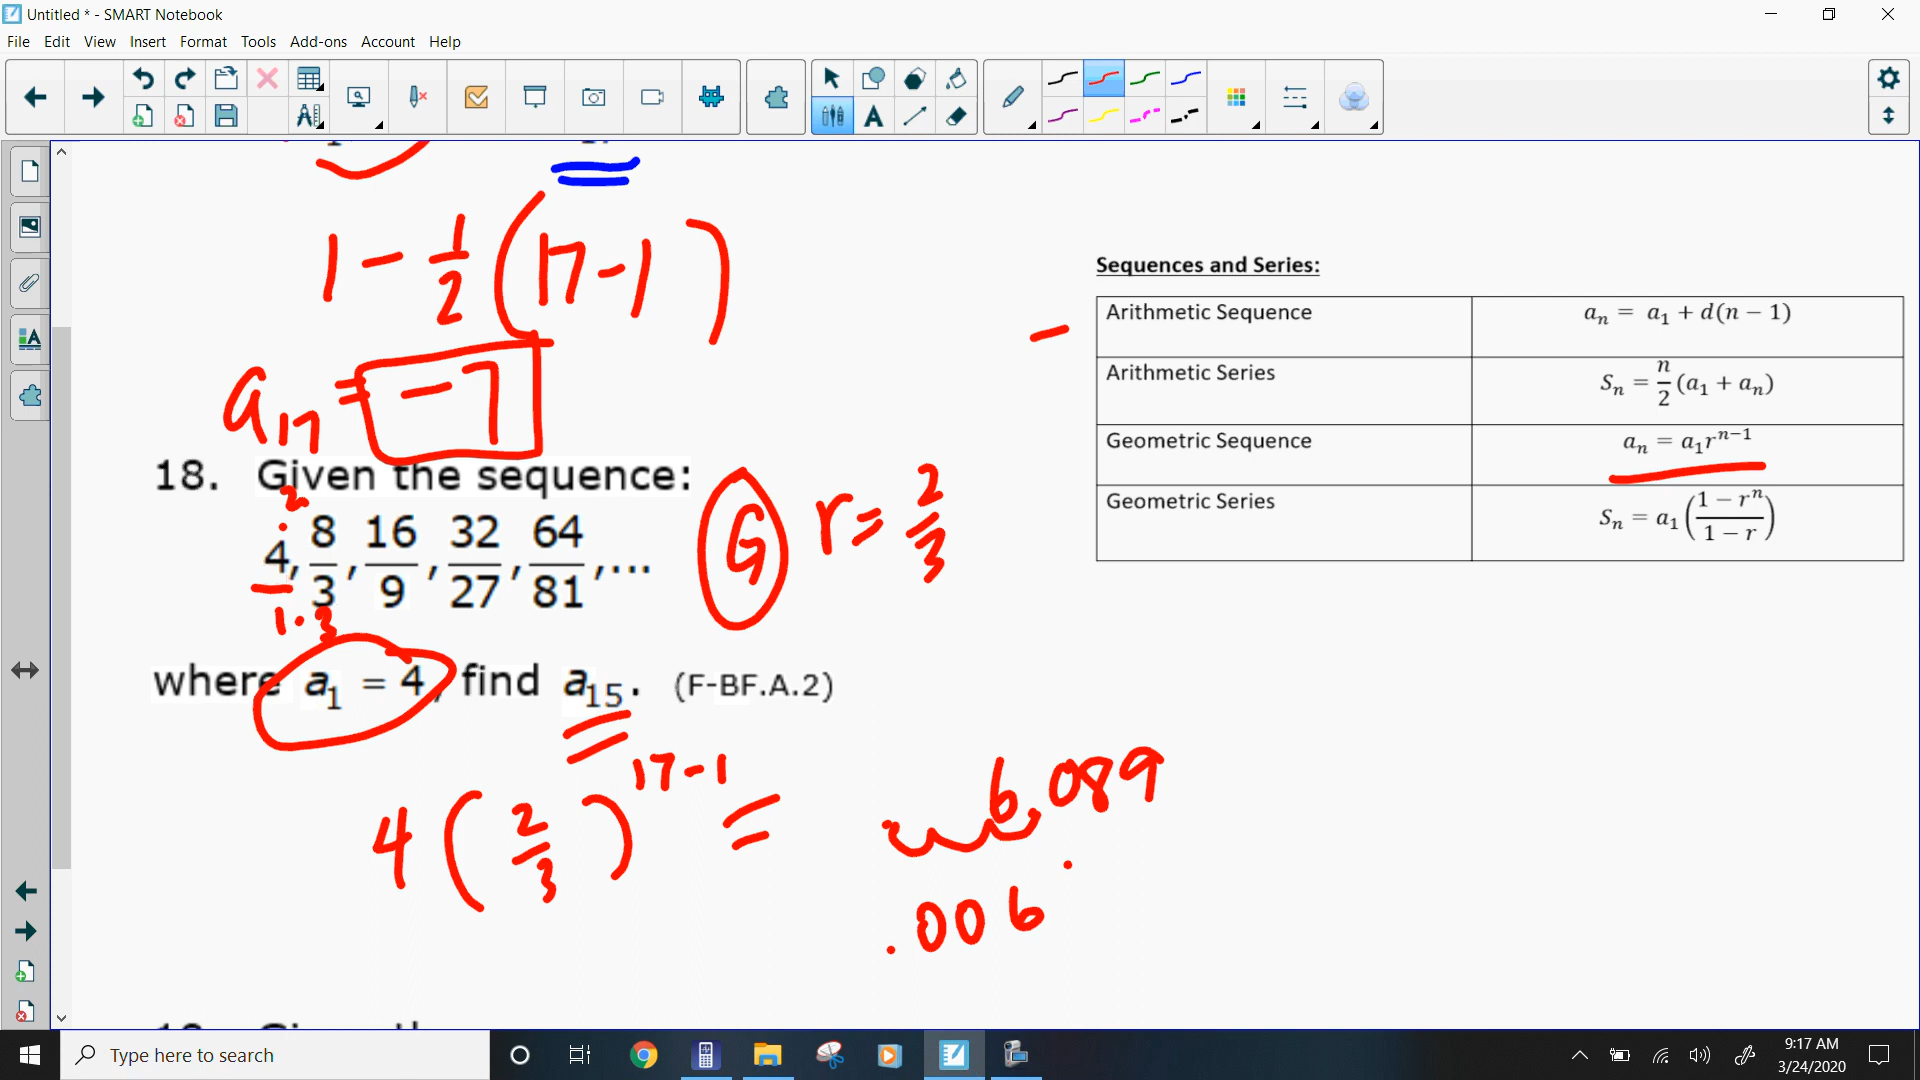 Untitled * - SMART Notebook
File Edit View Insert Format Tools Add-ons Account Help
1 - 1/2 (17-1)
a17 = -7
Sequences and Series:
Arithmetic Sequence aₙ = a₁ + d(n − 1)
Arithmetic Series Sₙ = n/2 (a₁ + aₙ)
Geometric Sequence aₙ = a₁rⁿ⁻¹
Geometric Series Sₙ = a₁ ((1 − rⁿ)/(1 − r))
18. Given the sequence:
· 2
4, 8/3, 16/9, 32/27, 64/81, ...
1 · 3
G r = 2/3
where a₁ = 4, find a₁₅. (F-BF.A.2)
4 (2/3)^17-1 = 6.089
.006
Type here to search
9:17 AM
3/24/2020